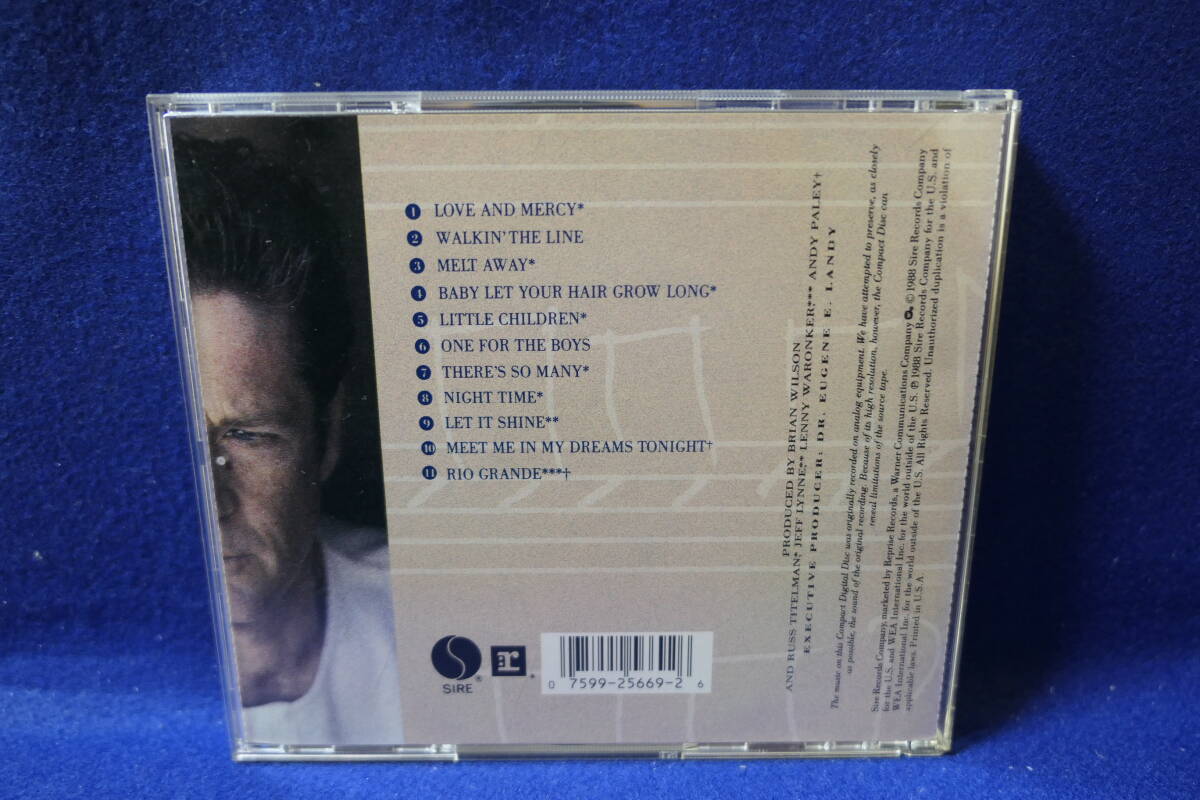 1 LOVE AND MERCY*
2 WALKIN' THE LINE
3 MELT AWAY*
4 BABY LET YOUR HAIR GROW LONG*
5 LITTLE CHILDREN*
6 ONE FOR THE BOYS
7 THERE'S SO MANY*
8 NIGHT TIME*
9 LET IT SHINE**
10 MEET ME IN MY DREAMS TONIGHT†
11 RIO GRANDE***†
SIRE®
r®
0 7599-25669-2 6
PRODUCED BY BRIAN WILSON
AND RUSS TITELMAN* JEFF LYNNE** LENNY WARONKER*** ANDY PALEY†
EXECUTIVE PRODUCER: DR. EUGENE E. LANDY
The music on this Compact Digital Disc was originally recorded on analog equipment. We have attempted to preserve, as closely
as possible, the sound of the original recording. Because of its high resolution, however, the Compact Disc can
reveal limitations of the source tape.
Sire Records Company, marketed by Reprise Records, a Warner Communications Company © 1988 Sire Records Company
for the U.S. and WEA International Inc. for the world outside of the U.S. ℗ 1988 Sire Records Company for the U.S. and
WEA International Inc. for the world outside of the U.S. All Rights Reserved. Unauthorized duplication is a violation of
applicable laws. Printed in U.S.A